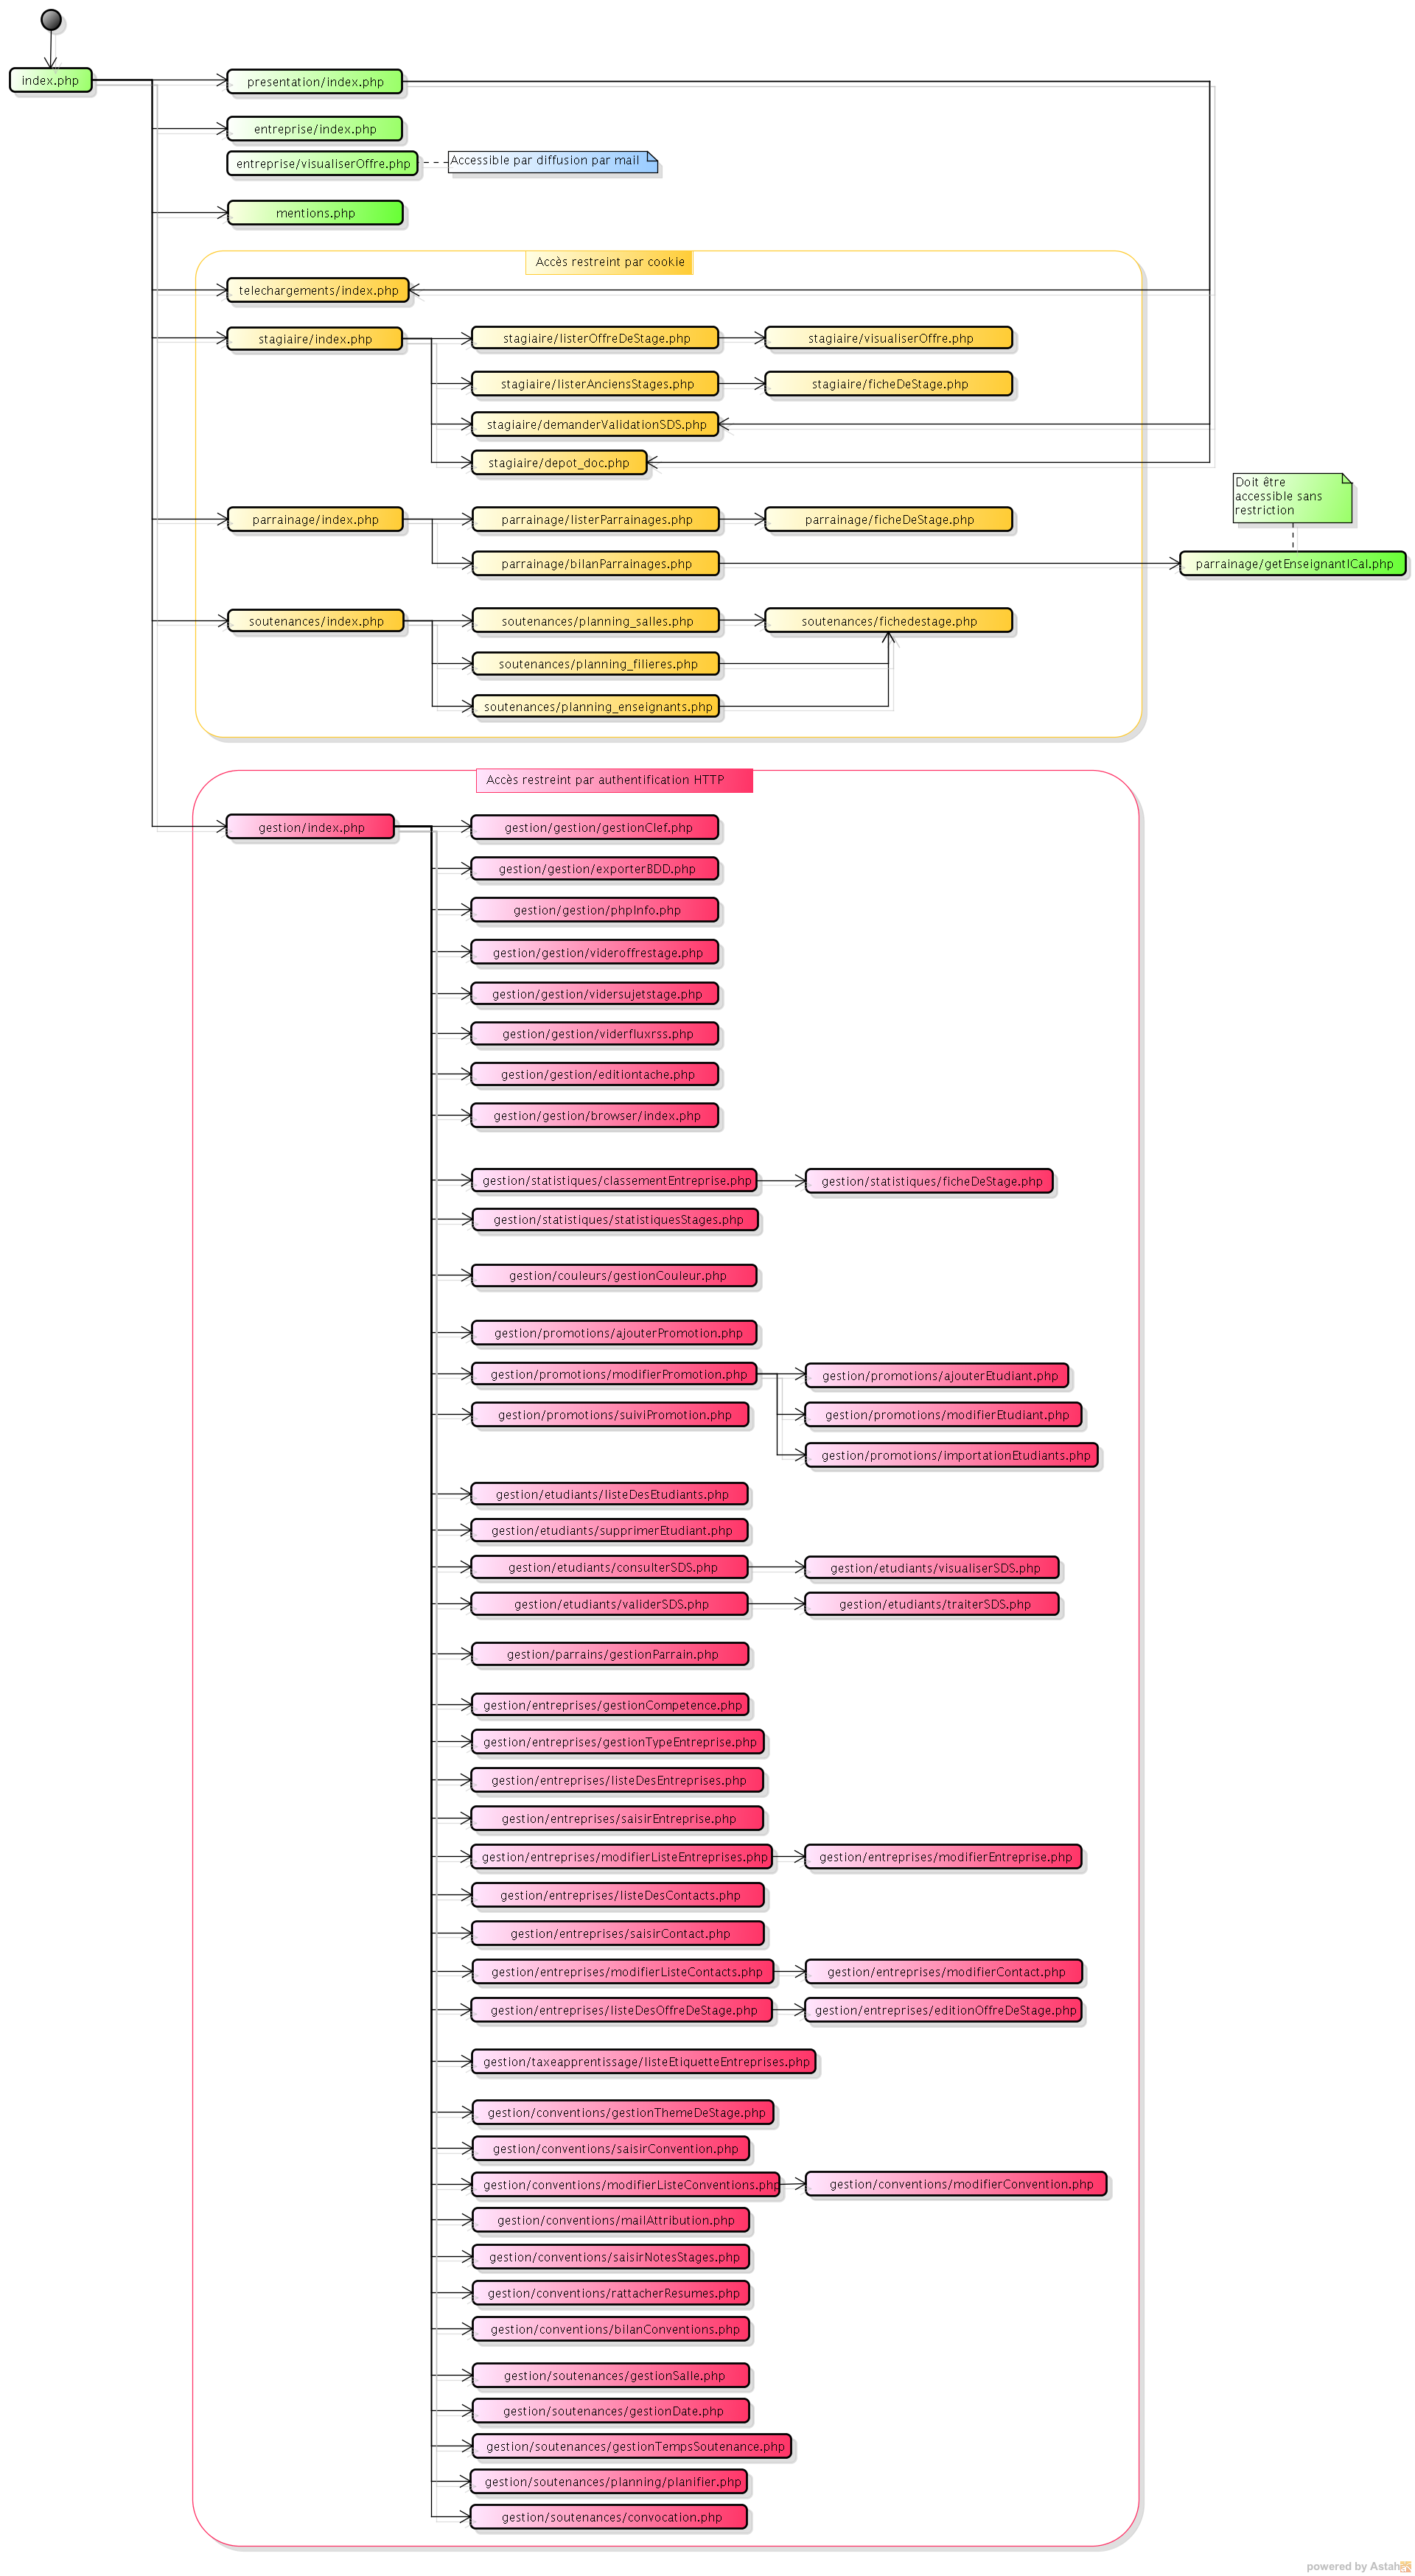 index.php
presentation/index.php
entreprise/index.php
entreprise/visualiserOffre.php
Accessible par diffusion par mail
mentions.php
Accès restreint par cookie
telechargements/index.php
stagiaire/index.php
stagiaire/listerOffreDeStage.php
stagiaire/visualiserOffre.php
stagiaire/listerAnciensStages.php
stagiaire/ficheDeStage.php
stagiaire/demanderValidationSDS.php
stagiaire/depot_doc.php
Doit être
accessible sans
restriction
parrainage/index.php
parrainage/listerParrainages.php
parrainage/ficheDeStage.php
parrainage/bilanParrainages.php
parrainage/getEnseignantICal.php
soutenances/index.php
soutenances/planning_salles.php
soutenances/fichedestage.php
soutenances/planning_filieres.php
soutenances/planning_enseignants.php
Accès restreint par authentification HTTP
gestion/index.php
gestion/gestion/gestionClef.php
gestion/gestion/exporterBDD.php
gestion/gestion/phpInfo.php
gestion/gestion/videroffrestage.php
gestion/gestion/vidersujetstage.php
gestion/gestion/viderfluxrss.php
gestion/gestion/editiontache.php
gestion/gestion/browser/index.php
gestion/statistiques/classementEntreprise.php
gestion/statistiques/ficheDeStage.php
gestion/statistiques/statistiquesStages.php
gestion/couleurs/gestionCouleur.php
gestion/promotions/ajouterPromotion.php
gestion/promotions/modifierPromotion.php
gestion/promotions/ajouterEtudiant.php
gestion/promotions/suiviPromotion.php
gestion/promotions/modifierEtudiant.php
gestion/promotions/importationEtudiants.php
gestion/etudiants/listeDesEtudiants.php
gestion/etudiants/supprimerEtudiant.php
gestion/etudiants/consulterSDS.php
gestion/etudiants/visualiserSDS.php
gestion/etudiants/validerSDS.php
gestion/etudiants/traiterSDS.php
gestion/parrains/gestionParrain.php
gestion/entreprises/gestionCompetence.php
gestion/entreprises/gestionTypeEntreprise.php
gestion/entreprises/listeDesEntreprises.php
gestion/entreprises/saisirEntreprise.php
gestion/entreprises/modifierListeEntreprises.php
gestion/entreprises/modifierEntreprise.php
gestion/entreprises/listeDesContacts.php
gestion/entreprises/saisirContact.php
gestion/entreprises/modifierListeContacts.php
gestion/entreprises/modifierContact.php
gestion/entreprises/listeDesOffreDeStage.php
gestion/entreprises/editionOffreDeStage.php
gestion/taxeapprentissage/listeEtiquetteEntreprises.php
gestion/conventions/gestionThemeDeStage.php
gestion/conventions/saisirConvention.php
gestion/conventions/modifierListeConventions.php
gestion/conventions/modifierConvention.php
gestion/conventions/mailAttribution.php
gestion/conventions/saisirNotesStages.php
gestion/conventions/rattacherResumes.php
gestion/conventions/bilanConventions.php
gestion/soutenances/gestionSalle.php
gestion/soutenances/gestionDate.php
gestion/soutenances/gestionTempsSoutenance.php
gestion/soutenances/planning/planifier.php
gestion/soutenances/convocation.php
powered by Astah